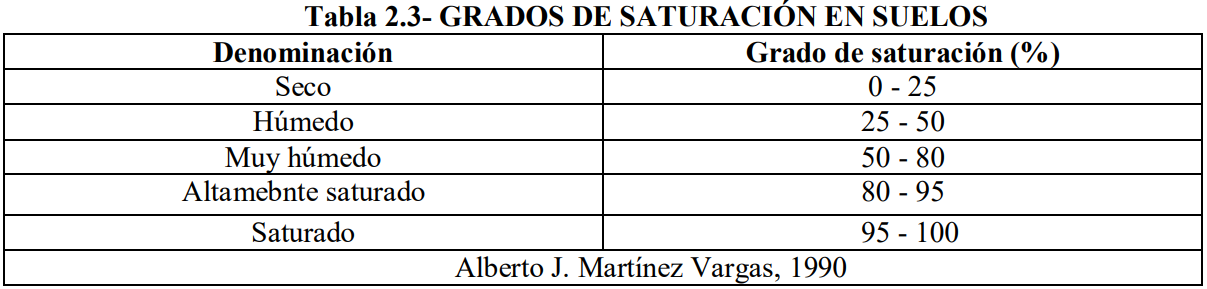 Tabla 2.3- GRADOS DE SATURACIÓN EN SUELOS
Denominación Grado de saturación (%)
Seco 0 - 25
Húmedo 25 - 50
Muy húmedo 50 - 80
Altamebnte saturado 80 - 95
Saturado 95 - 100
Alberto J. Martínez Vargas, 1990